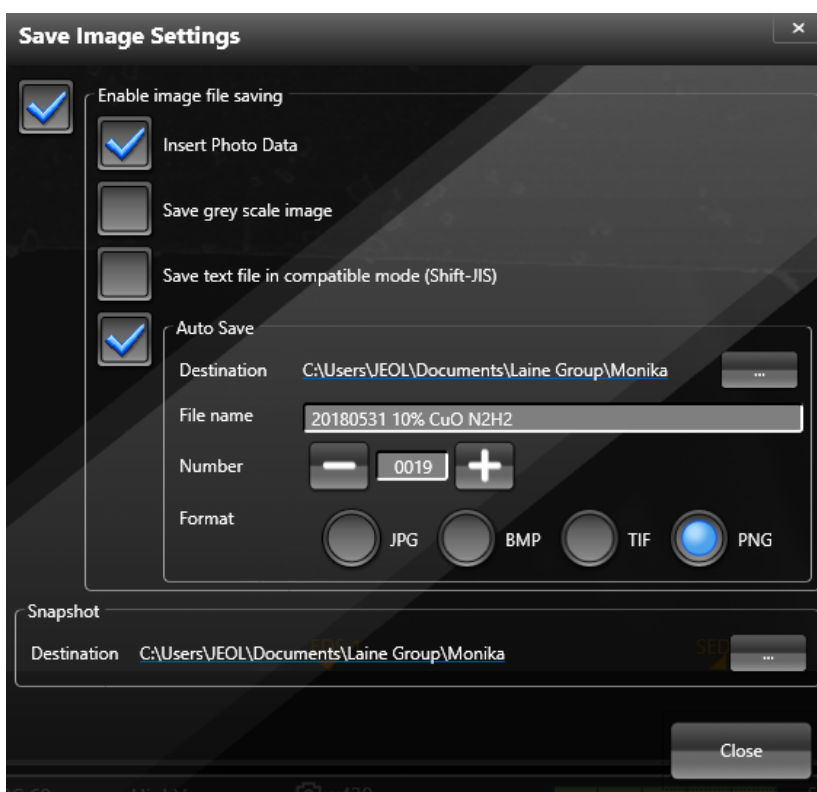 Save Image Settings
Enable image file saving
Insert Photo Data
Save grey scale image
Save text file in compatible mode (Shift-JIS)
Auto Save
Destination C:\Users\JEOL\Documents\Laine Group\Monika ...
File name 20180531 10% CuO N2H2
Number 0019
Format JPG BMP TIF PNG
Snapshot
Destination C:\Users\JEOL\Documents\Laine Group\Monika ...
SED
Close